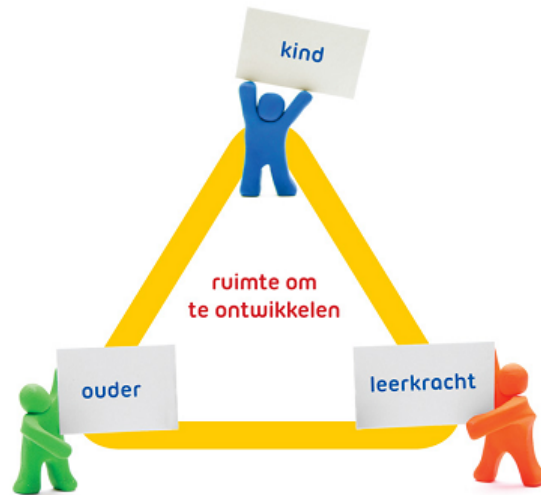 kind
ruimte om
te ontwikkelen
ouder
leerkracht